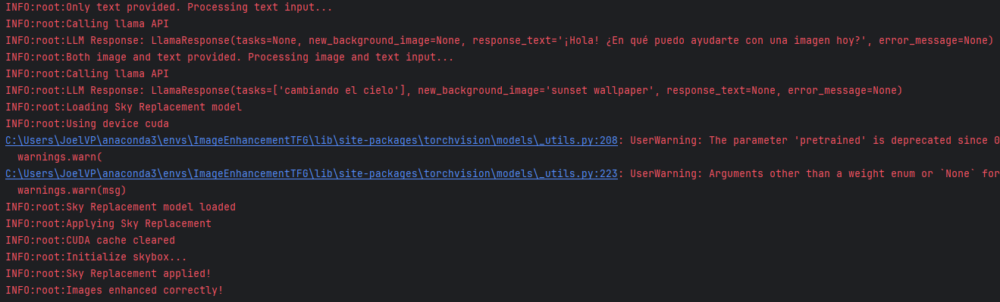 INFO:root:Only text provided. Processing text input...
INFO:root:Calling llama API
INFO:root:LLM Response: LlamaResponse(tasks=None, new_background_image=None, response_text='¡Hola! ¿En qué puedo ayudarte con una imagen hoy?', error_message=None)
INFO:root:Both image and text provided. Processing image and text input...
INFO:root:Calling llama API
INFO:root:LLM Response: LlamaResponse(tasks=['cambiando el cielo'], new_background_image='sunset wallpaper', response_text=None, error_message=None)
INFO:root:Loading Sky Replacement model
INFO:root:Using device cuda
C:\Users\JoelVP\anaconda3\envs\ImageEnhancementTFG\lib\site-packages\torchvision\models\_utils.py:208: UserWarning: The parameter 'pretrained' is deprecated since 0
  warnings.warn(
C:\Users\JoelVP\anaconda3\envs\ImageEnhancementTFG\lib\site-packages\torchvision\models\_utils.py:223: UserWarning: Arguments other than a weight enum or `None` for
  warnings.warn(msg)
INFO:root:Sky Replacement model loaded
INFO:root:Applying Sky Replacement
INFO:root:CUDA cache cleared
INFO:root:Initialize skybox...
INFO:root:Sky Replacement applied!
INFO:root:Images enhanced correctly!